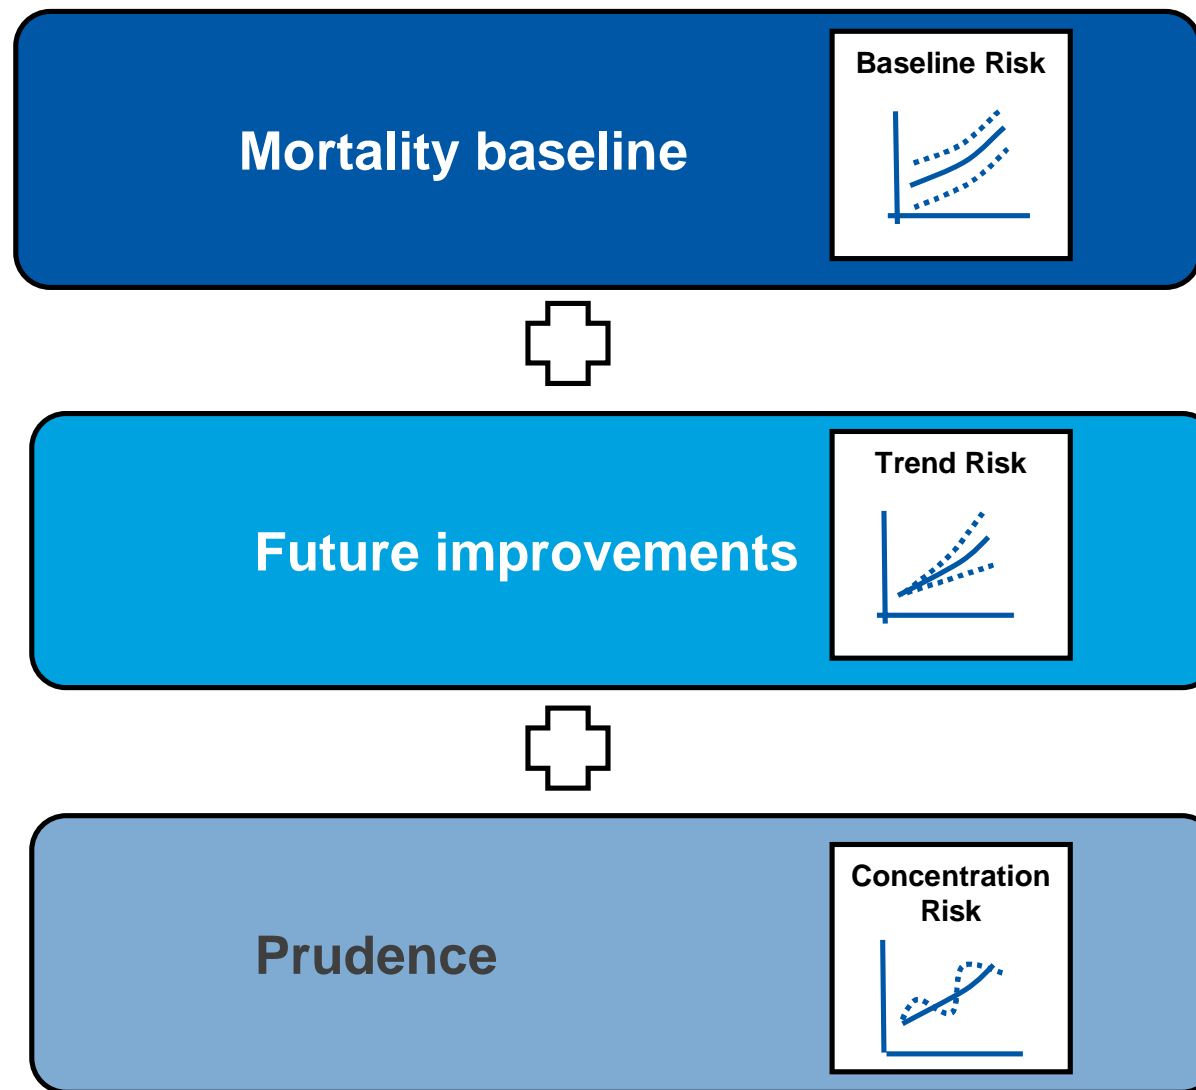 Baseline Risk
Mortality baseline
Trend Risk
Future improvements
Concentration
Risk
Prudence